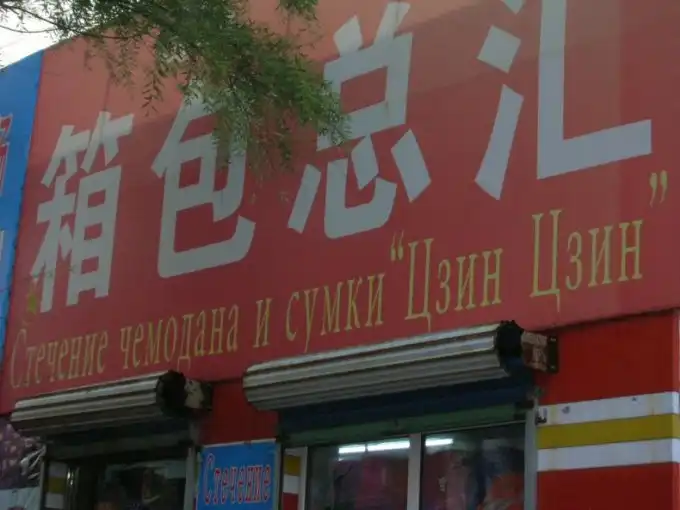 箱包总汇
Стечение чемодана и сумки “Цзин Цзин”
Стечение